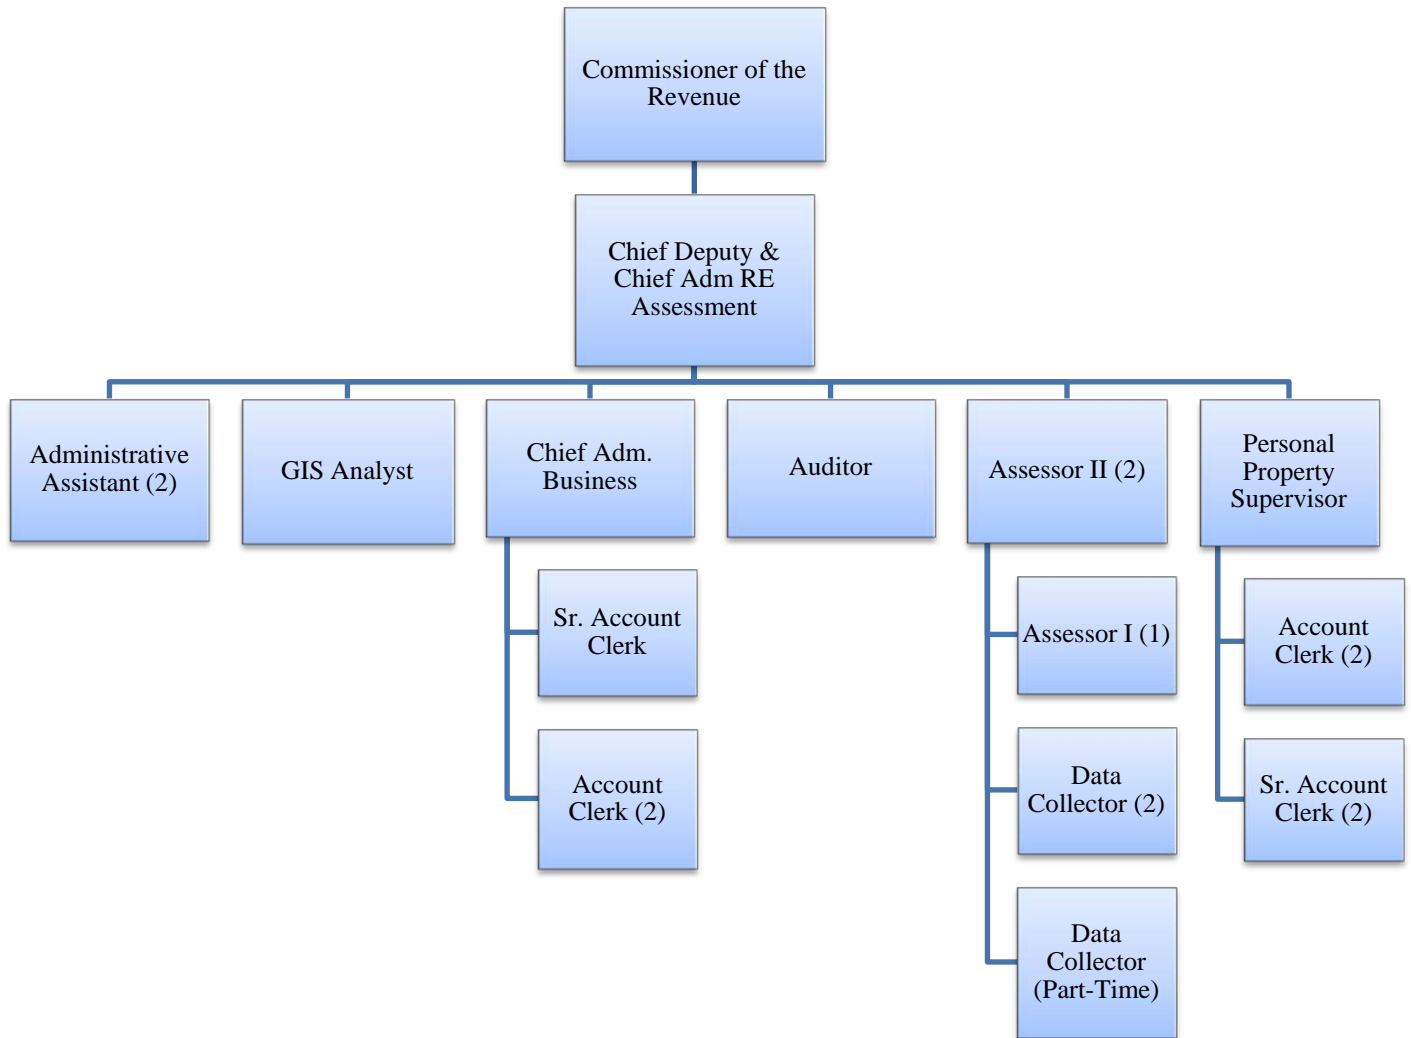 Commissioner of the
Revenue
Chief Deputy &
Chief Adm RE
Assessment
Administrative
Assistant (2)
GIS Analyst
Chief Adm.
Business
Auditor
Assessor II (2)
Personal
Property
Supervisor
Sr. Account
Clerk
Account
Clerk (2)
Assessor I (1)
Data
Collector (2)
Data
Collector
(Part-Time)
Account
Clerk (2)
Sr. Account
Clerk (2)